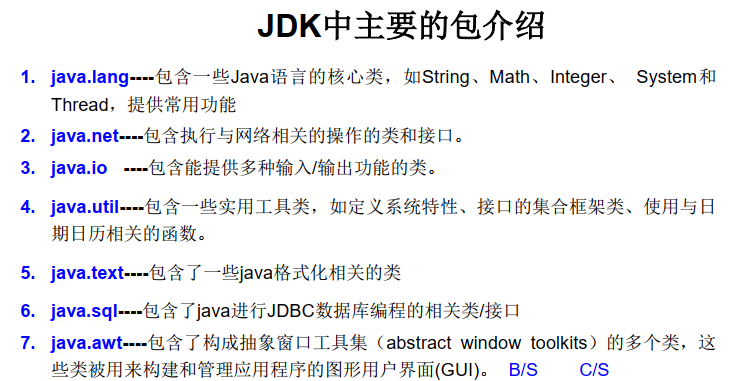 JDK中主要的包介绍
1. java.lang----包含一些Java语言的核心类，如String、Math、Integer、 System和
Thread，提供常用功能
2. java.net----包含执行与网络相关的操作的类和接口。
3. java.io ----包含能提供多种输入/输出功能的类。
4. java.util----包含一些实用工具类，如定义系统特性、接口的集合框架类、使用与日
期日历相关的函数。
5. java.text----包含了一些java格式化相关的类
6. java.sql----包含了java进行JDBC数据库编程的相关类/接口
7. java.awt----包含了构成抽象窗口工具集（abstract window toolkits）的多个类，这
些类被用来构建和管理应用程序的图形用户界面(GUI)。 B/S C/S